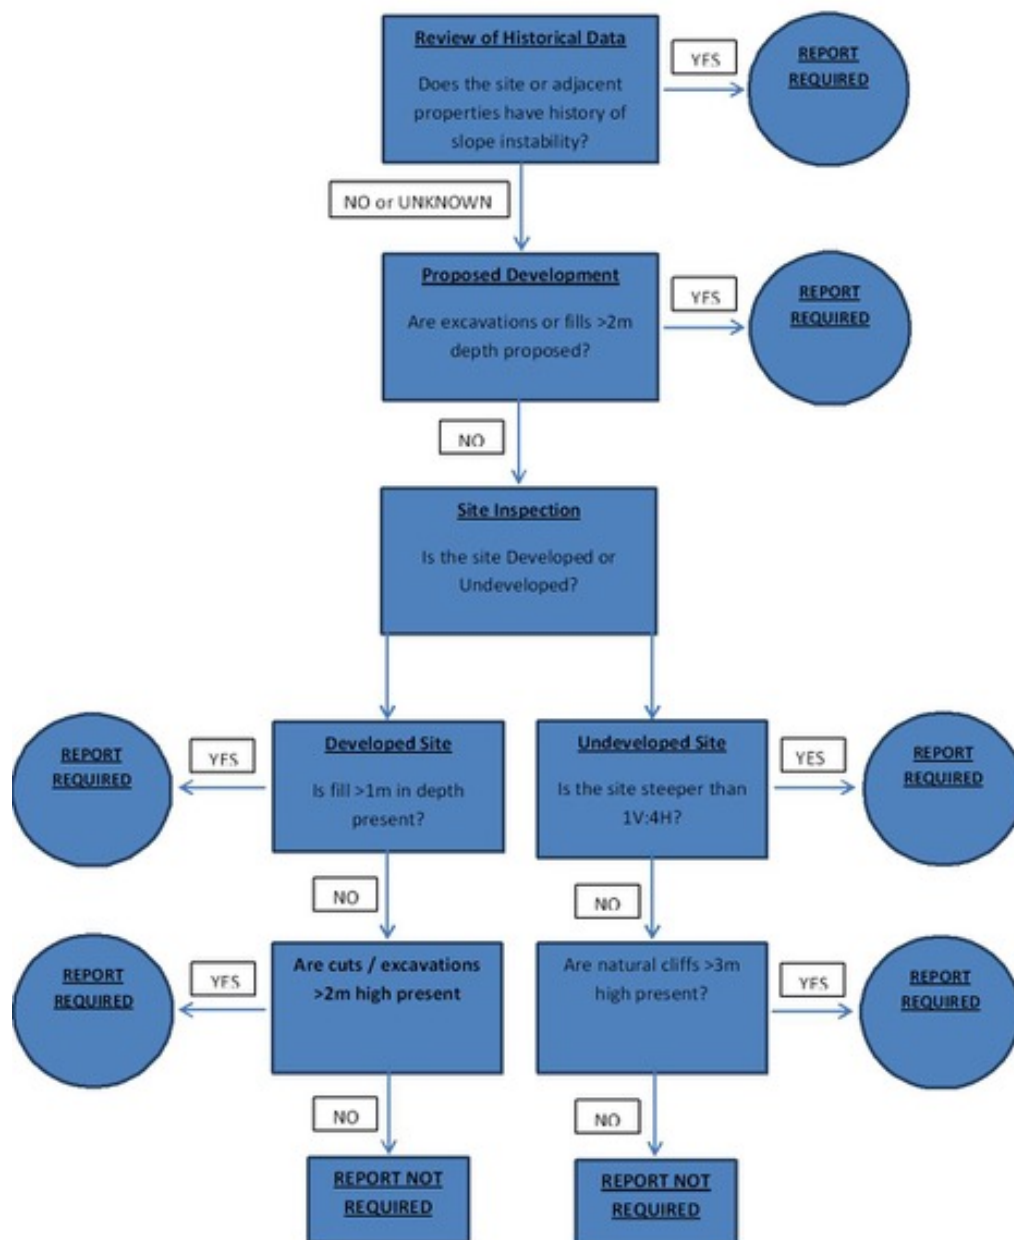 Review of Historical Data
Does the site or adjacent
properties have history of
slope instability?
YES
REPORT
REQUIRED
NO or UNKNOWN
Proposed Development
Are excavations or fills >2m
depth proposed?
YES
REPORT
REQUIRED
NO
Site Inspection
Is the site Developed or
Undeveloped?
REPORT
REQUIRED
YES
Developed Site
Is fill >1m in depth
present?
Undeveloped Site
Is the site steeper than
1V:4H?
YES
REPORT
REQUIRED
NO
NO
REPORT
REQUIRED
YES
Are cuts / excavations
>2m high present
Are natural cliffs >3m
high present?
YES
REPORT
REQUIRED
NO
NO
REPORT NOT
REQUIRED
REPORT NOT
REQUIRED